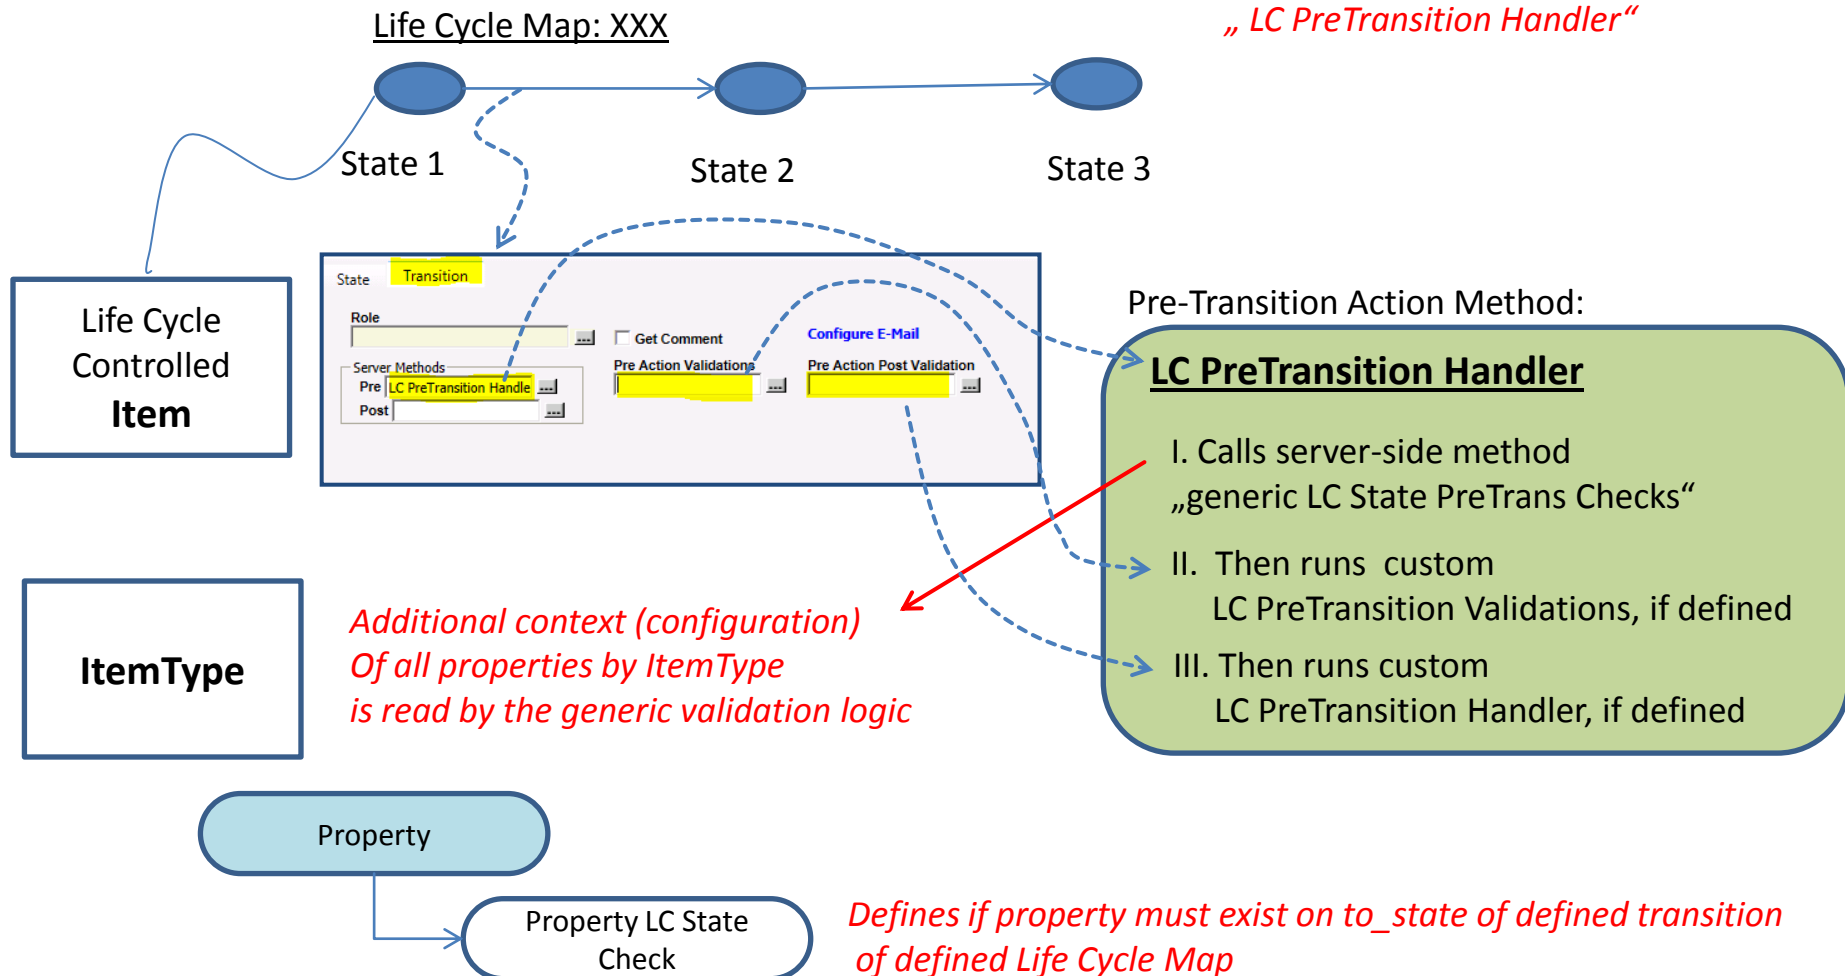 Life Cycle Map: XXX
„ LC PreTransition Handler“
State 1
State 2
State 3
Life Cycle
Controlled
Item
State
Transition
Role
...
Get Comment
Configure E-Mail
Server Methods
Pre
LC PreTransition Handle
...
Post
...
Pre Action Validations
...
Pre Action Post Validation
...
Pre-Transition Action Method:
LC PreTransition Handler
I. Calls server-side method
„generic LC State PreTrans Checks“
II. Then runs custom
LC PreTransition Validations, if defined
III. Then runs custom
LC PreTransition Handler, if defined
ItemType
Additional context (configuration)
Of all properties by ItemType
is read by the generic validation logic
Property
Property LC State
Check
Defines if property must exist on to_state of defined transition
of defined Life Cycle Map